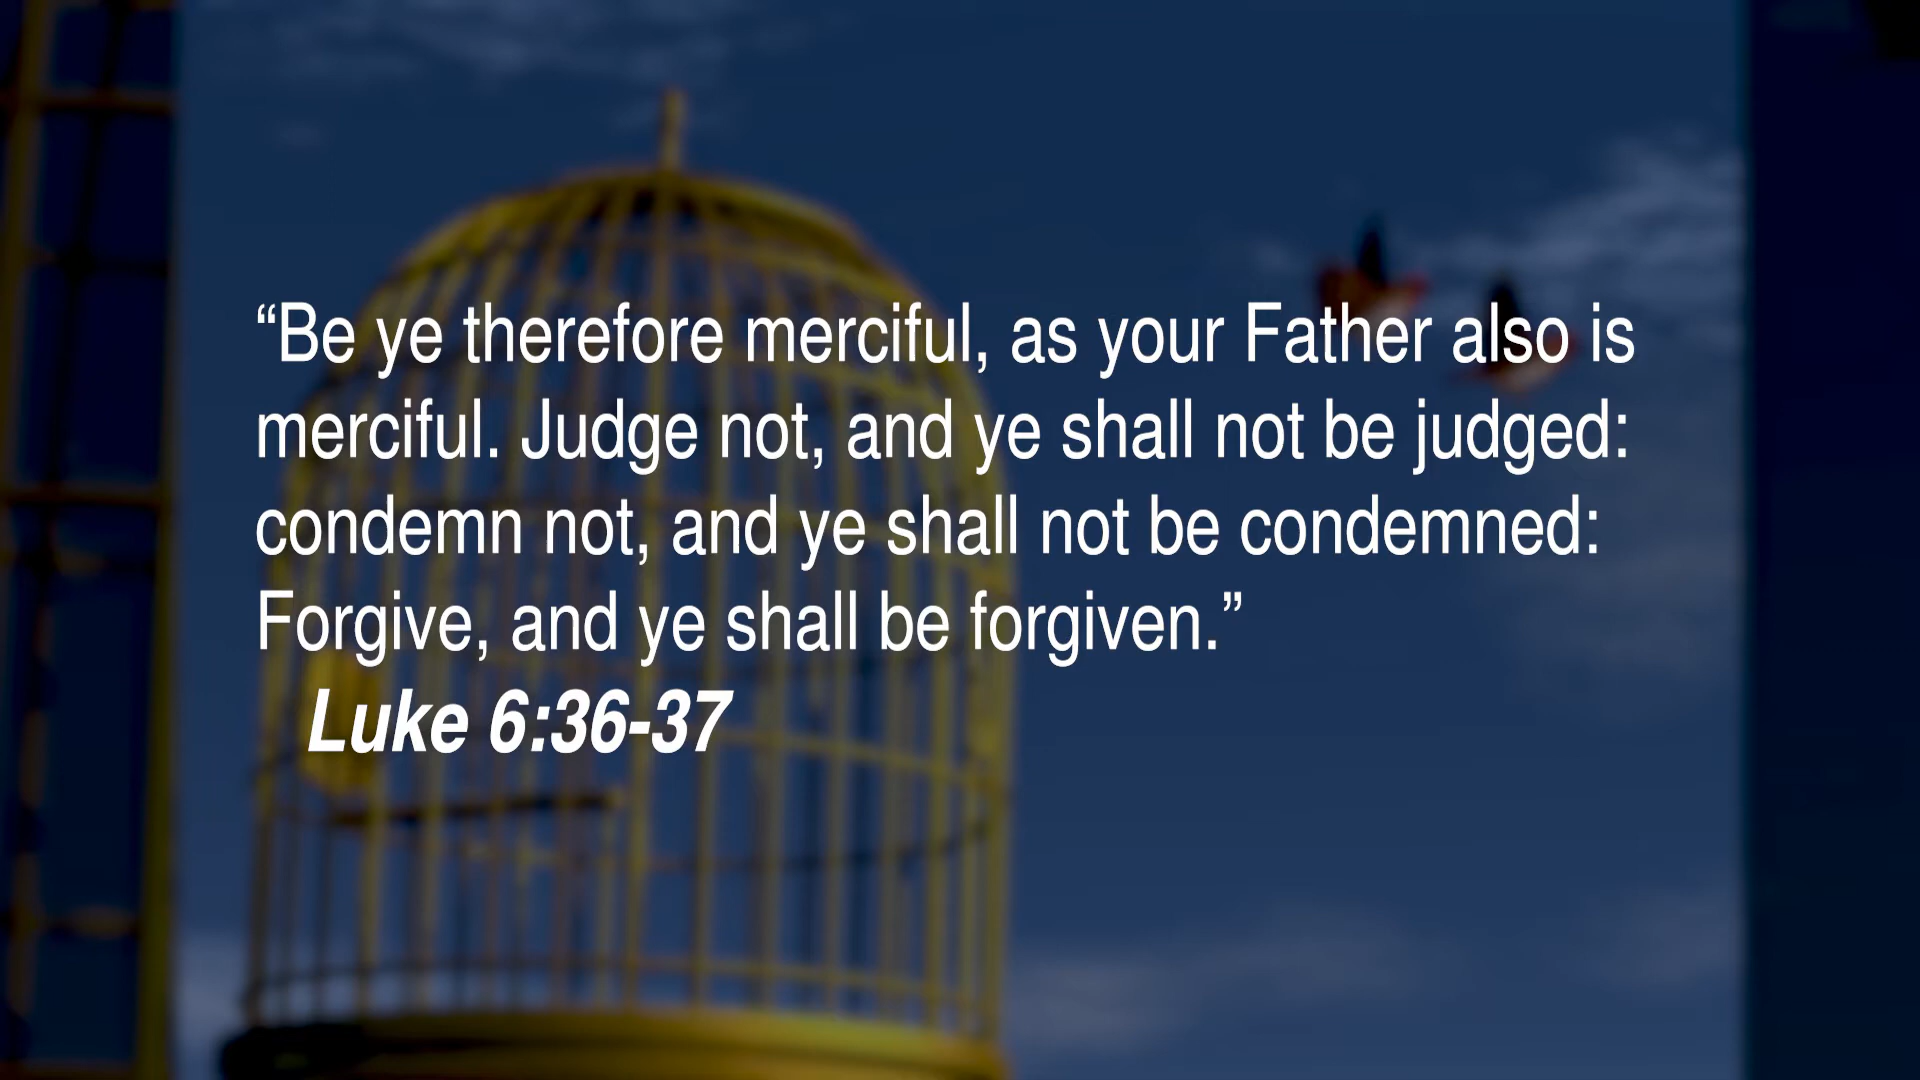 “Be ye therefore merciful, as your Father also is
merciful. Judge not, and ye shall not be judged:
condemn not, and ye shall not be condemned:
Forgive, and ye shall be forgiven.”
Luke 6:36-37